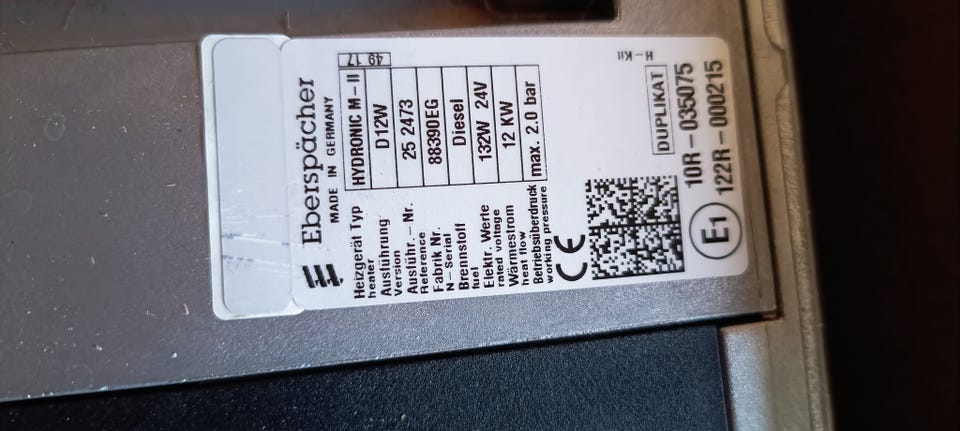 Eberspächer
MADE IN GERMANY
49 17
Heizgerät Typ HYDRONIC M-II
heater
Ausführung D12W
Version
Ausführ.-Nr. 25 2473
Reference
Fabrik Nr. 88390EG
N-Serial
Brennstoff Diesel
fuel
Elektr. Werte 132W 24V
rated voltage
Wärmestrom 12 KW
heat flow
Betriebsüberdruck max. 2.0 bar
working pressure
CE
DUPLIKAT
H-Kit
10R-035075
E1 122R-000215